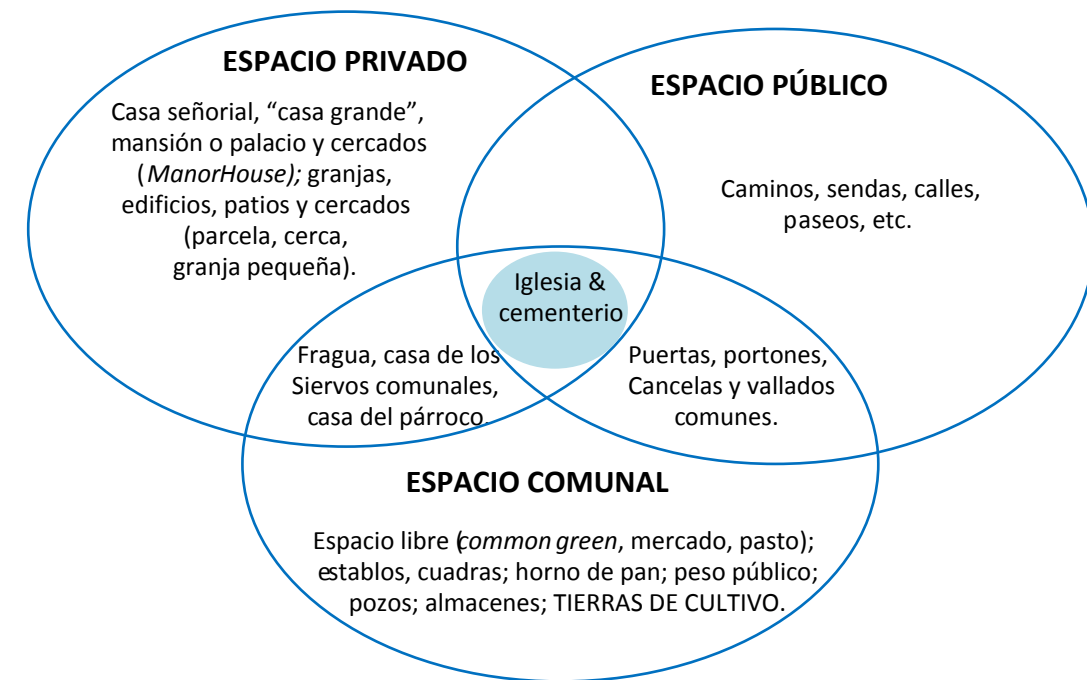 ESPACIO PRIVADO
Casa señorial, “casa grande”,
mansión o palacio y cercados
(ManorHouse); granjas,
edificios, patios y cercados
(parcela, cerca,
granja pequeña).
ESPACIO PÚBLICO
Caminos, sendas, calles,
paseos, etc.
Iglesia &
cementerio
Fragua, casa de los
Siervos comunales,
casa del párroco.
Puertas, portones,
Cancelas y vallados
comunes.
ESPACIO COMUNAL
Espacio libre (common green, mercado, pasto);
establos, cuadras; horno de pan; peso público;
pozos; almacenes; TIERRAS DE CULTIVO.